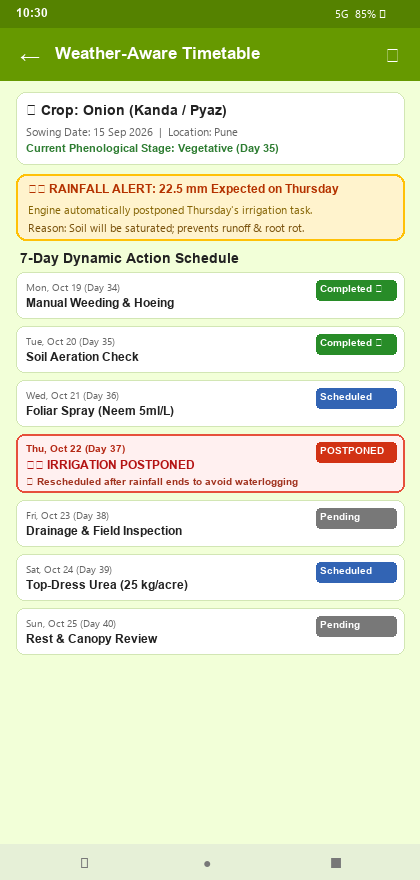 10:30
5G 85%
Weather-Aware Timetable
Crop: Onion (Kanda / Pyaz)
Sowing Date: 15 Sep 2026 | Location: Pune
Current Phenological Stage: Vegetative (Day 35)
RAINFALL ALERT: 22.5 mm Expected on Thursday
Engine automatically postponed Thursday's irrigation task.
Reason: Soil will be saturated; prevents runoff & root rot.
7-Day Dynamic Action Schedule
Mon, Oct 19 (Day 34)
Completed
Manual Weeding & Hoeing
Tue, Oct 20 (Day 35)
Completed
Soil Aeration Check
Wed, Oct 21 (Day 36)
Scheduled
Foliar Spray (Neem 5ml/L)
Thu, Oct 22 (Day 37)
POSTPONED
IRRIGATION POSTPONED
Rescheduled after rainfall ends to avoid waterlogging
Fri, Oct 23 (Day 38)
Pending
Drainage & Field Inspection
Sat, Oct 24 (Day 39)
Scheduled
Top-Dress Urea (25 kg/acre)
Sun, Oct 25 (Day 40)
Pending
Rest & Canopy Review